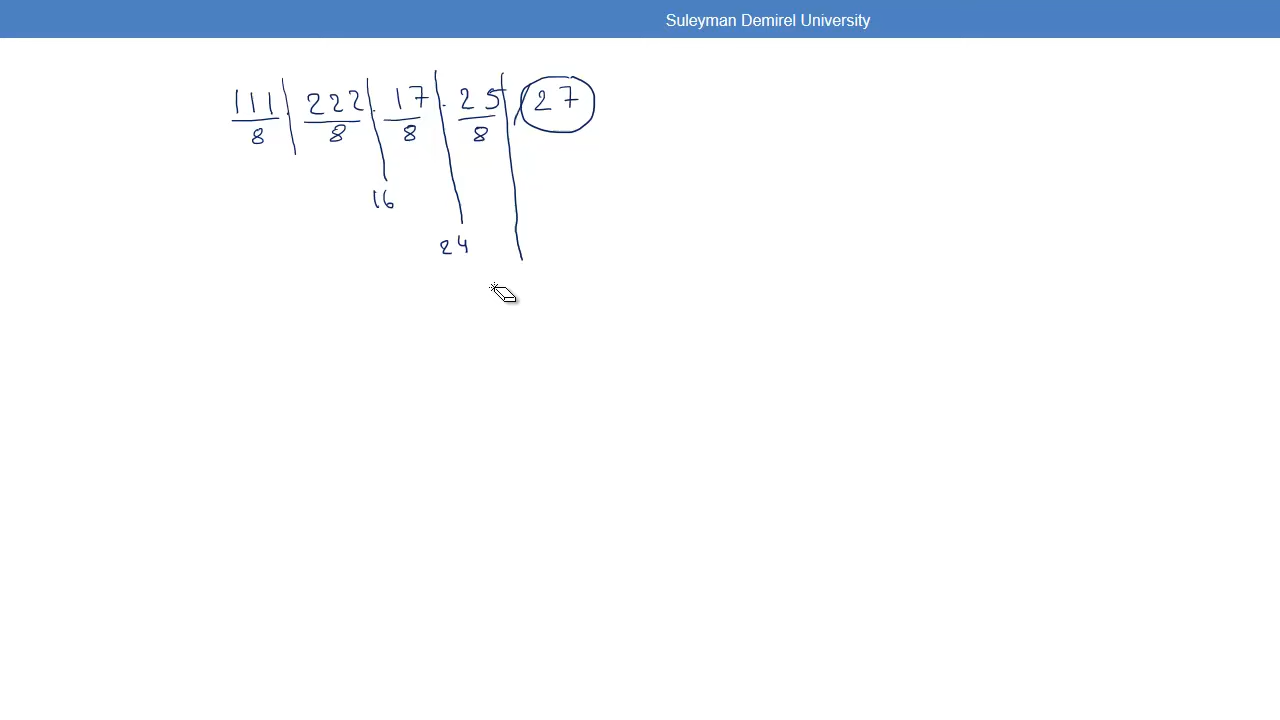 Suleyman Demirel University
111 . 222 . 17 . 25 / 27
8 8 8 8
16
24